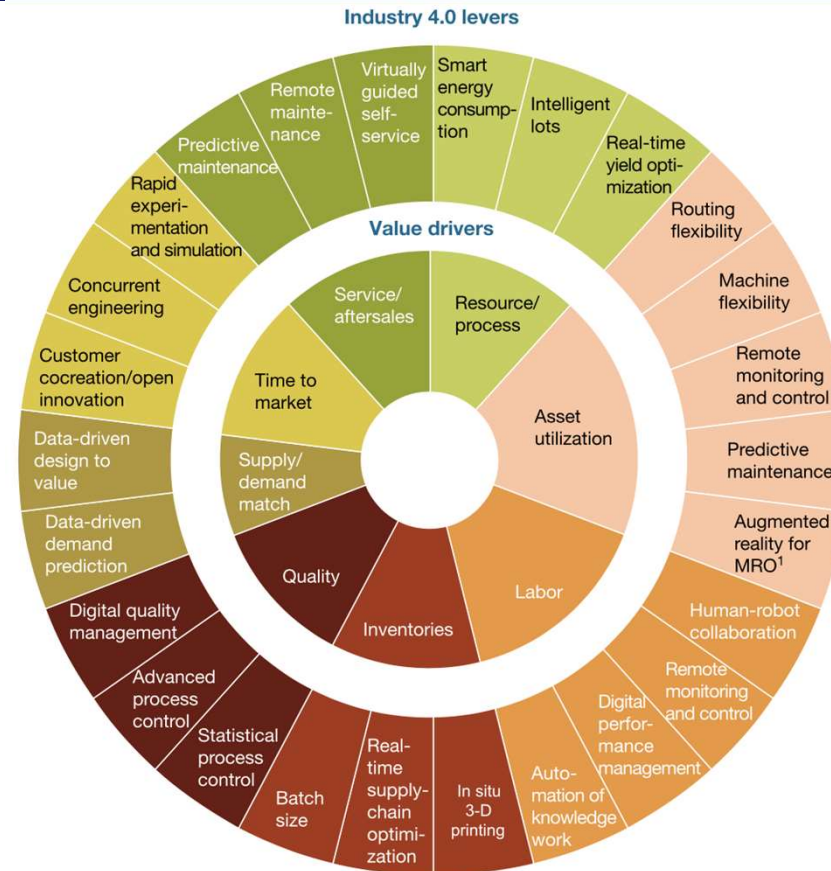 Industry 4.0 levers
Smart
energy
consump-
tion
Intelligent
lots
Real-time
yield opti-
mization
Routing
flexibility
Machine
flexibility
Remote
monitoring
and control
Predictive
maintenance
Augmented
reality for
MRO¹
Human-robot
collaboration
Remote
monitoring
and control
Digital
perfor-
mance
management
Auto-
mation of
knowledge
work
In situ
3-D
printing
Real-
time
supply-
chain
optimi-
zation
Batch
size
Statistical
process
control
Advanced
process
control
Digital quality
management
Data-driven
demand
prediction
Data-driven
design to
value
Customer
cocreation/open
innovation
Concurrent
engineering
Rapid
experi-
mentation
and simulation
Predictive
maintenance
Remote
mainte-
nance
Virtually
guided
self-
service
Value drivers
Resource/
process
Asset
utilization
Labor
Inventories
Quality
Supply/
demand
match
Time to
market
Service/
aftersales